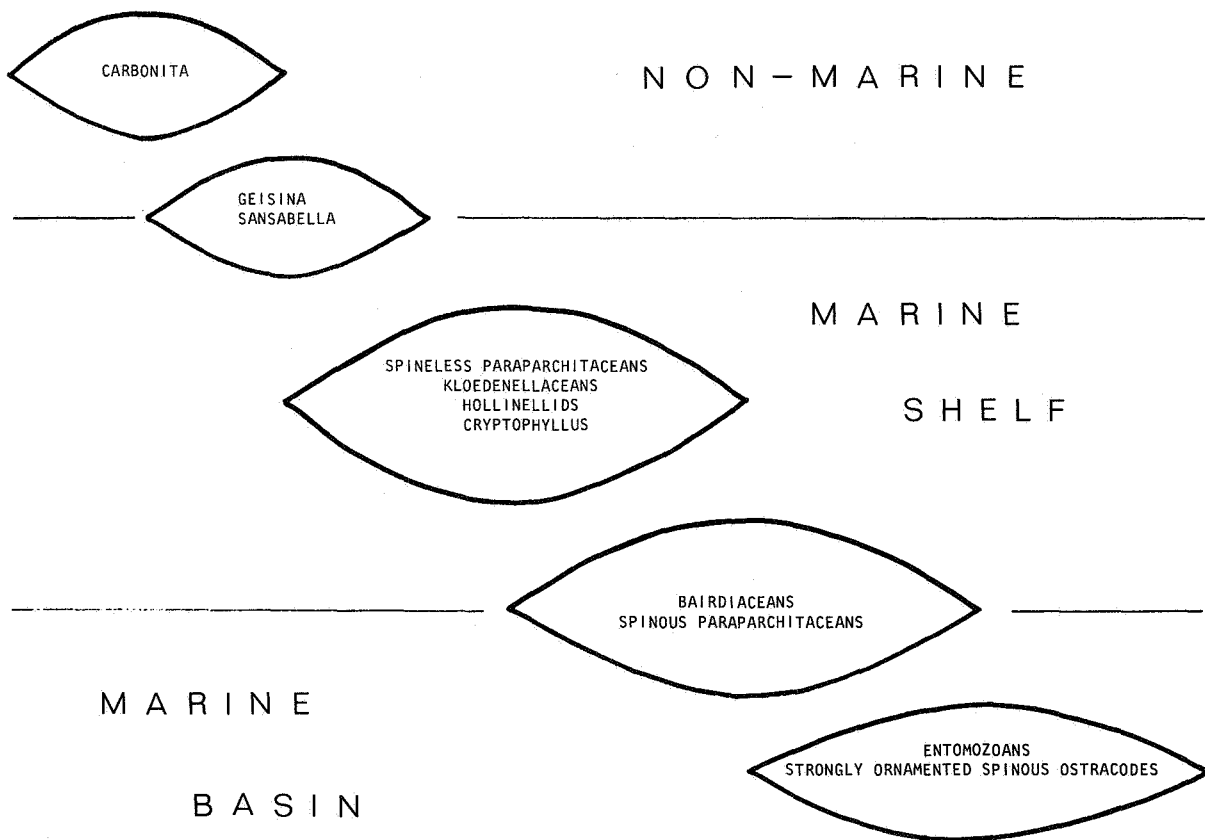 CARBONITA
NON-MARINE
GEISINA
SANSABELLA
MARINE
SHELF
SPINELESS PARAPARCHITACEANS
KLOEDENELLACEANS
HOLLINELLIDS
CRYPTOPHYLLUS
BAIRDIACEANS
SPINOUS PARAPARCHITACEANS
MARINE
BASIN
ENTOMOZOANS
STRONGLY ORNAMENTED SPINOUS OSTRACODES